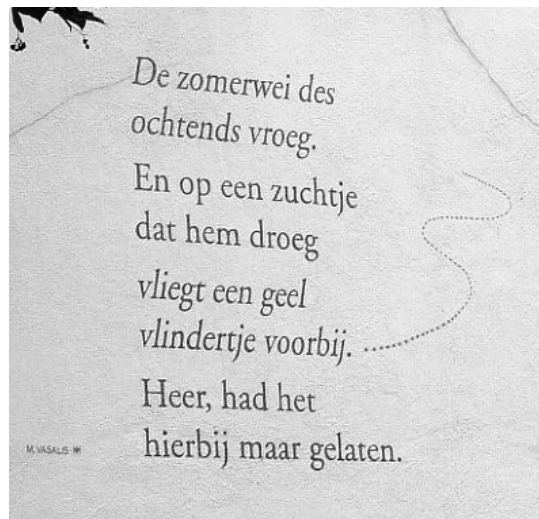 De zomerwei des
ochtends vroeg.
En op een zuchtje
dat hem droeg
vliegt een geel
vlindertje voorbij.
Heer, had het
hierbij maar gelaten.
M. VASALIS